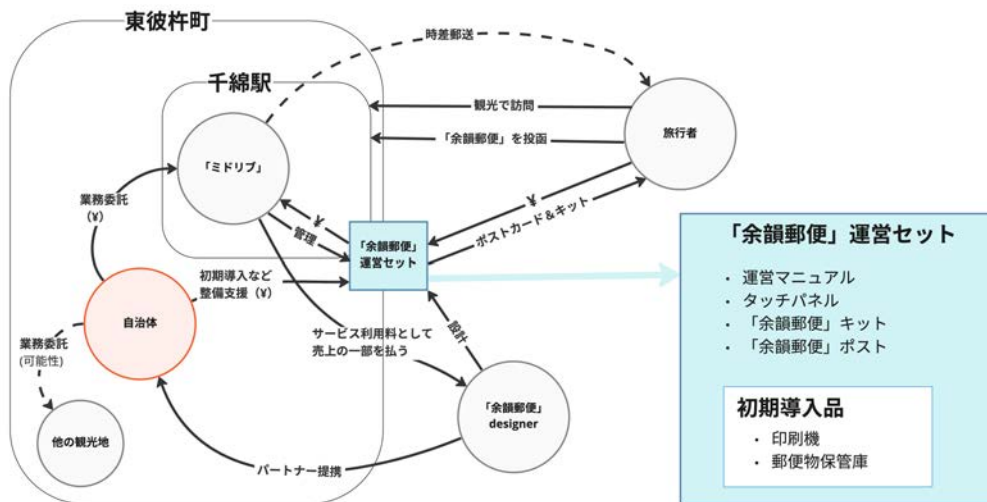 東彼杵町
時差郵送
千綿駅
観光で訪問
「余韻郵便」を投函
旅行者
「ミドリブ」
業務委託
（¥）
¥
管理
¥
ポストカード＆キット
「余韻郵便」
運営セット
初期導入など
整備支援（¥）
自治体
サービス利用料として
売上の一部を払う
設計
業務委託
(可能性)
他の観光地
「余韻郵便」
designer
パートナー提携
「余韻郵便」運営セット
・ 運営マニュアル
・ タッチパネル
・ 「余韻郵便」キット
・ 「余韻郵便」ポスト
初期導入品
・ 印刷機
・ 郵便物保管庫